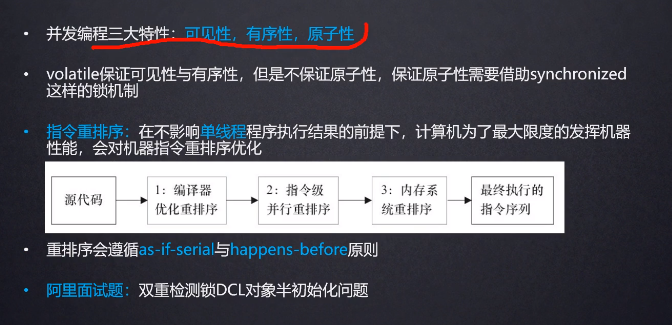 并发编程三大特性：可见性，有序性，原子性
volatile保证可见性与有序性，但是不保证原子性，保证原子性需要借助synchronized
这样的锁机制
指令重排序：在不影响单线程程序执行结果的前提下，计算机为了最大限度的发挥机器
性能，会对机器指令重排序优化
源代码
1：编译器
优化重排序
2：指令级
并行重排序
3：内存系
统重排序
最终执行的
指令序列
重排序会遵循as-if-serial与happens-before原则
阿里面试题：双重检测锁DCL对象半初始化问题